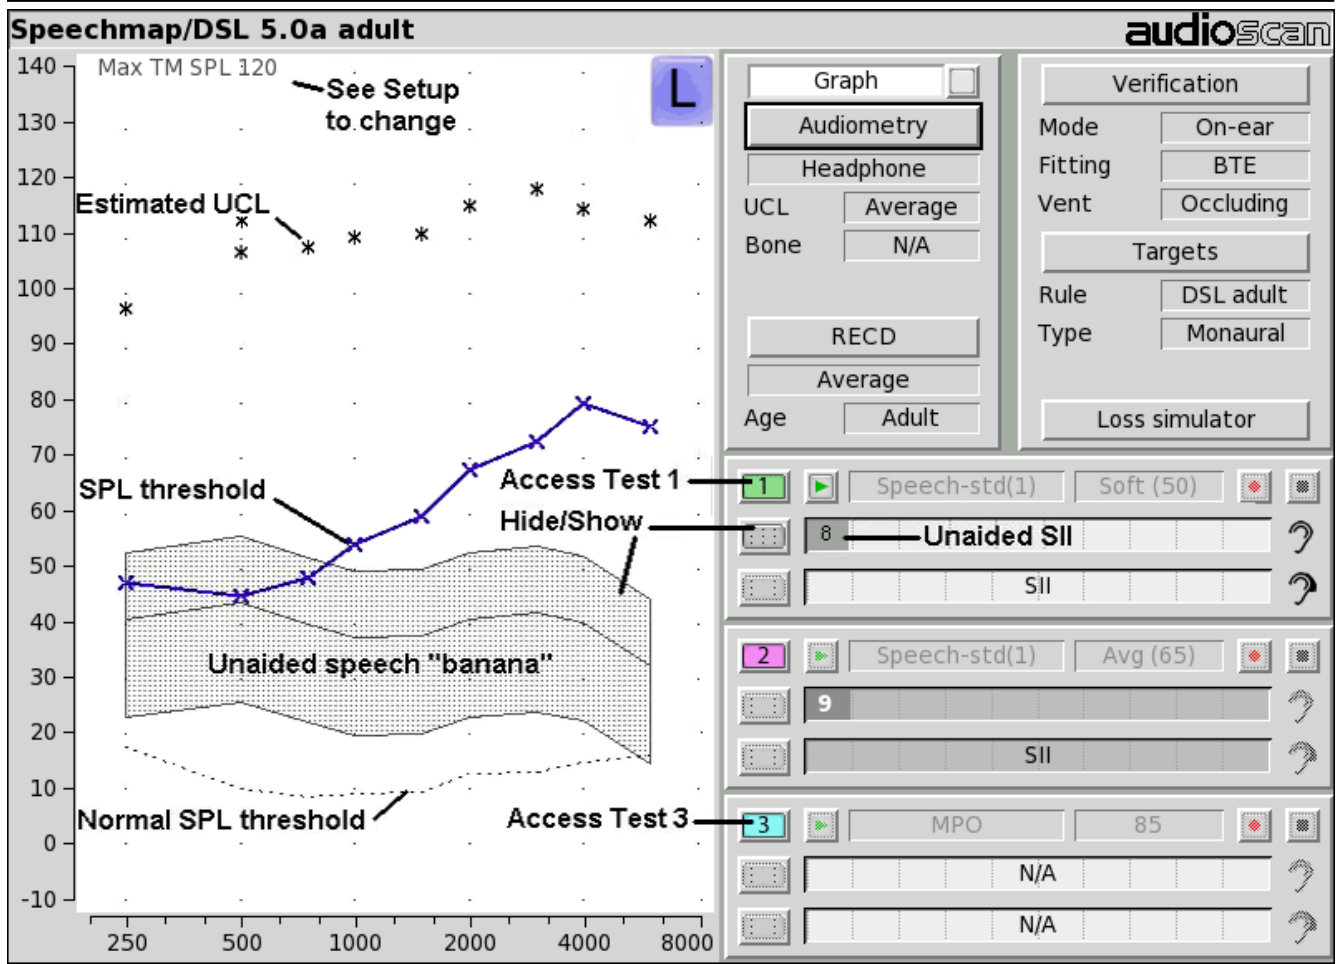 Speechmap/DSL 5.0a adult
audioscan
Max TM SPL 120
See Setup
to change
L
140
130
120
110
100
90
80
70
60
50
40
30
20
10
0
-10
Estimated UCL
SPL threshold
Unaided speech "banana"
Normal SPL threshold
250 500 1000 2000 4000 8000
Graph
Audiometry
Headphone
UCL Average
Bone N/A
RECD
Average
Age Adult
Verification
Mode On-ear
Fitting BTE
Vent Occluding
Targets
Rule DSL adult
Type Monaural
Loss simulator
Access Test 1
1 Speech-std(1) Soft (50)
Hide/Show
8 Unaided SII
SII
2 Speech-std(1) Avg (65)
9
SII
Access Test 3
3 MPO 85
N/A
N/A